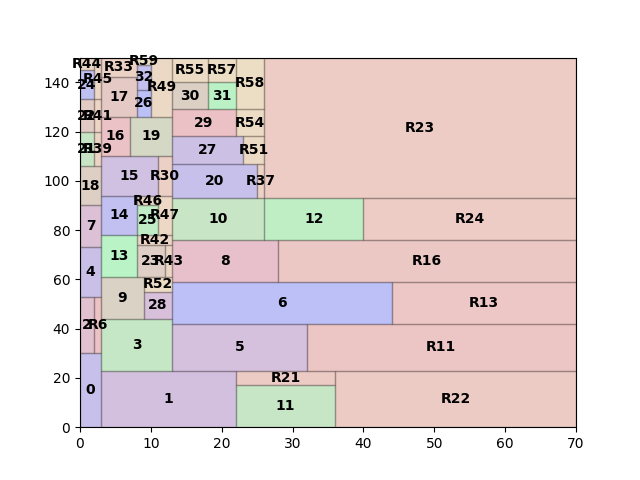 R44 R33 R59 R55 R57
24 R45 32 R49 R58
17 26 30 31 R23
R41 16 19 29 R54
R39 27 R51
18 15 R30 20 R37
7 14 R46 25 R47 10 12 R24
4 13 R42 23 R43 8 R16
R52
2 R6 9 28 6 R13
3 5 R11
0 1 R21 11 R22
0 20 40 60 80 100 120 140
0 10 20 30 40 50 60 70